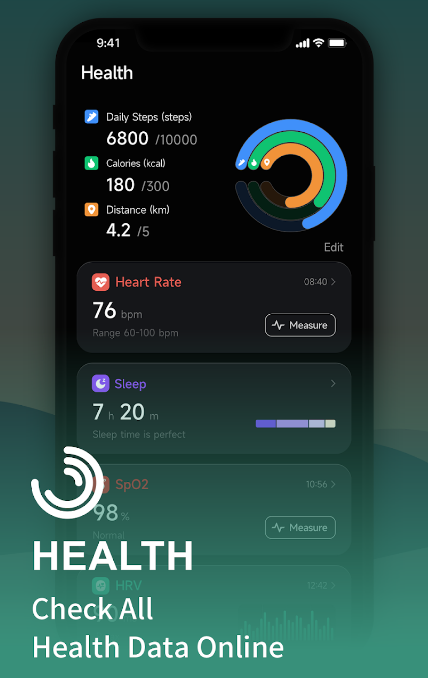 9:41
Health
Daily Steps (steps)
6800 /10000
Calories (kcal)
180 /300
Distance (km)
4.2 /5
Edit
Heart Rate
08:40
76 bpm
Range 60-100 bpm
Measure
Sleep
7 h 20 m
Sleep time is perfect
SpO2
10:56
98 %
Normal
Measure
HRV
12:42
HEALTH
Check All
Health Data Online